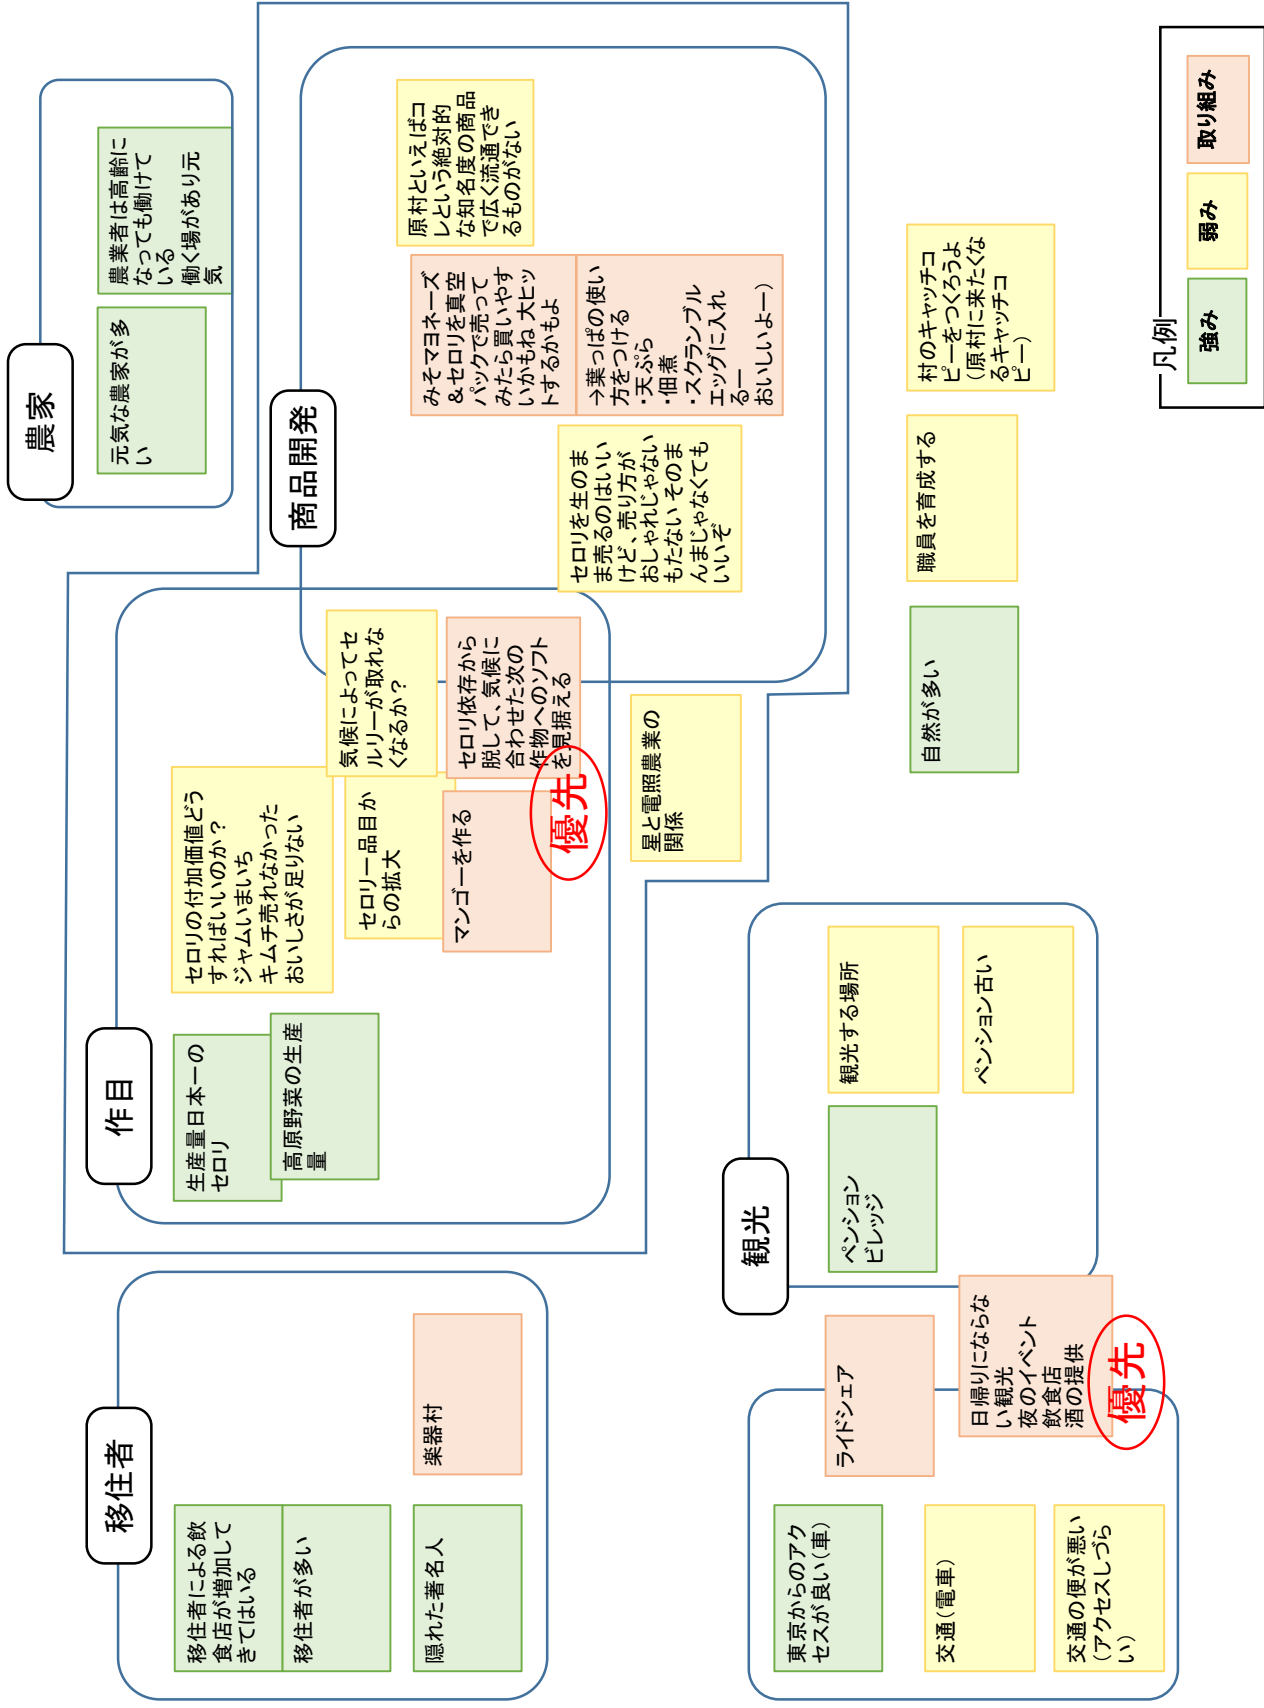 移住者
移住者による飲
食店が増加して
きてはいる
移住者が多い
隠れた著名人
楽器村
作目
生産量日本一の
セロリ
高原野菜の生産
量
セロリの付加価値どう
すればいいのか？
ジャムいまいち
キムチ売れなかった
おいしさが足りない
セロリ一品目か
らの拡大
マンゴーを作る
気候によってセ
ルリーが取れな
くなるか？
セロリ依存から
脱して、気候に
合わせた次の
作物へのソフト
を見据える
優先
星と電照農業の
関係
農家
元気な農家が多
い
農業者は高齢に
なっても働けて
いる
働く場があり元
気
商品開発
セロリを生のま
ま売るのはいい
けど、売り方が
おしゃれじゃない
もたない そのま
んまじゃなくても
いいぞ
みそマヨネーズ
＆セロリを真空
パックで売って
みたら買いやす
いかもね 大ヒッ
トするかもよ
→葉っぱの使い
方をつける
・天ぷら
・佃煮
・スクランブル
エッグに入れ
るー
おいしいよー）
原村といえばコ
レという絶対的
な知名度の商品
で広く流通でき
るものがない
東京からのアク
セスが良い（車）
交通（電車）
交通の便が悪い
（アクセスしづら
い）
ライドシェア
日帰りにならな
い観光
夜のイベント
飲食店
酒の提供
優先
観光
ペンション
ビレッジ
観光する場所
ペンション古い
自然が多い
職員を育成する
村のキャッチコ
ピーをつくろうよ
（原村に来たくな
るキャッチコ
ピー）
凡例
強み
弱み
取り組み